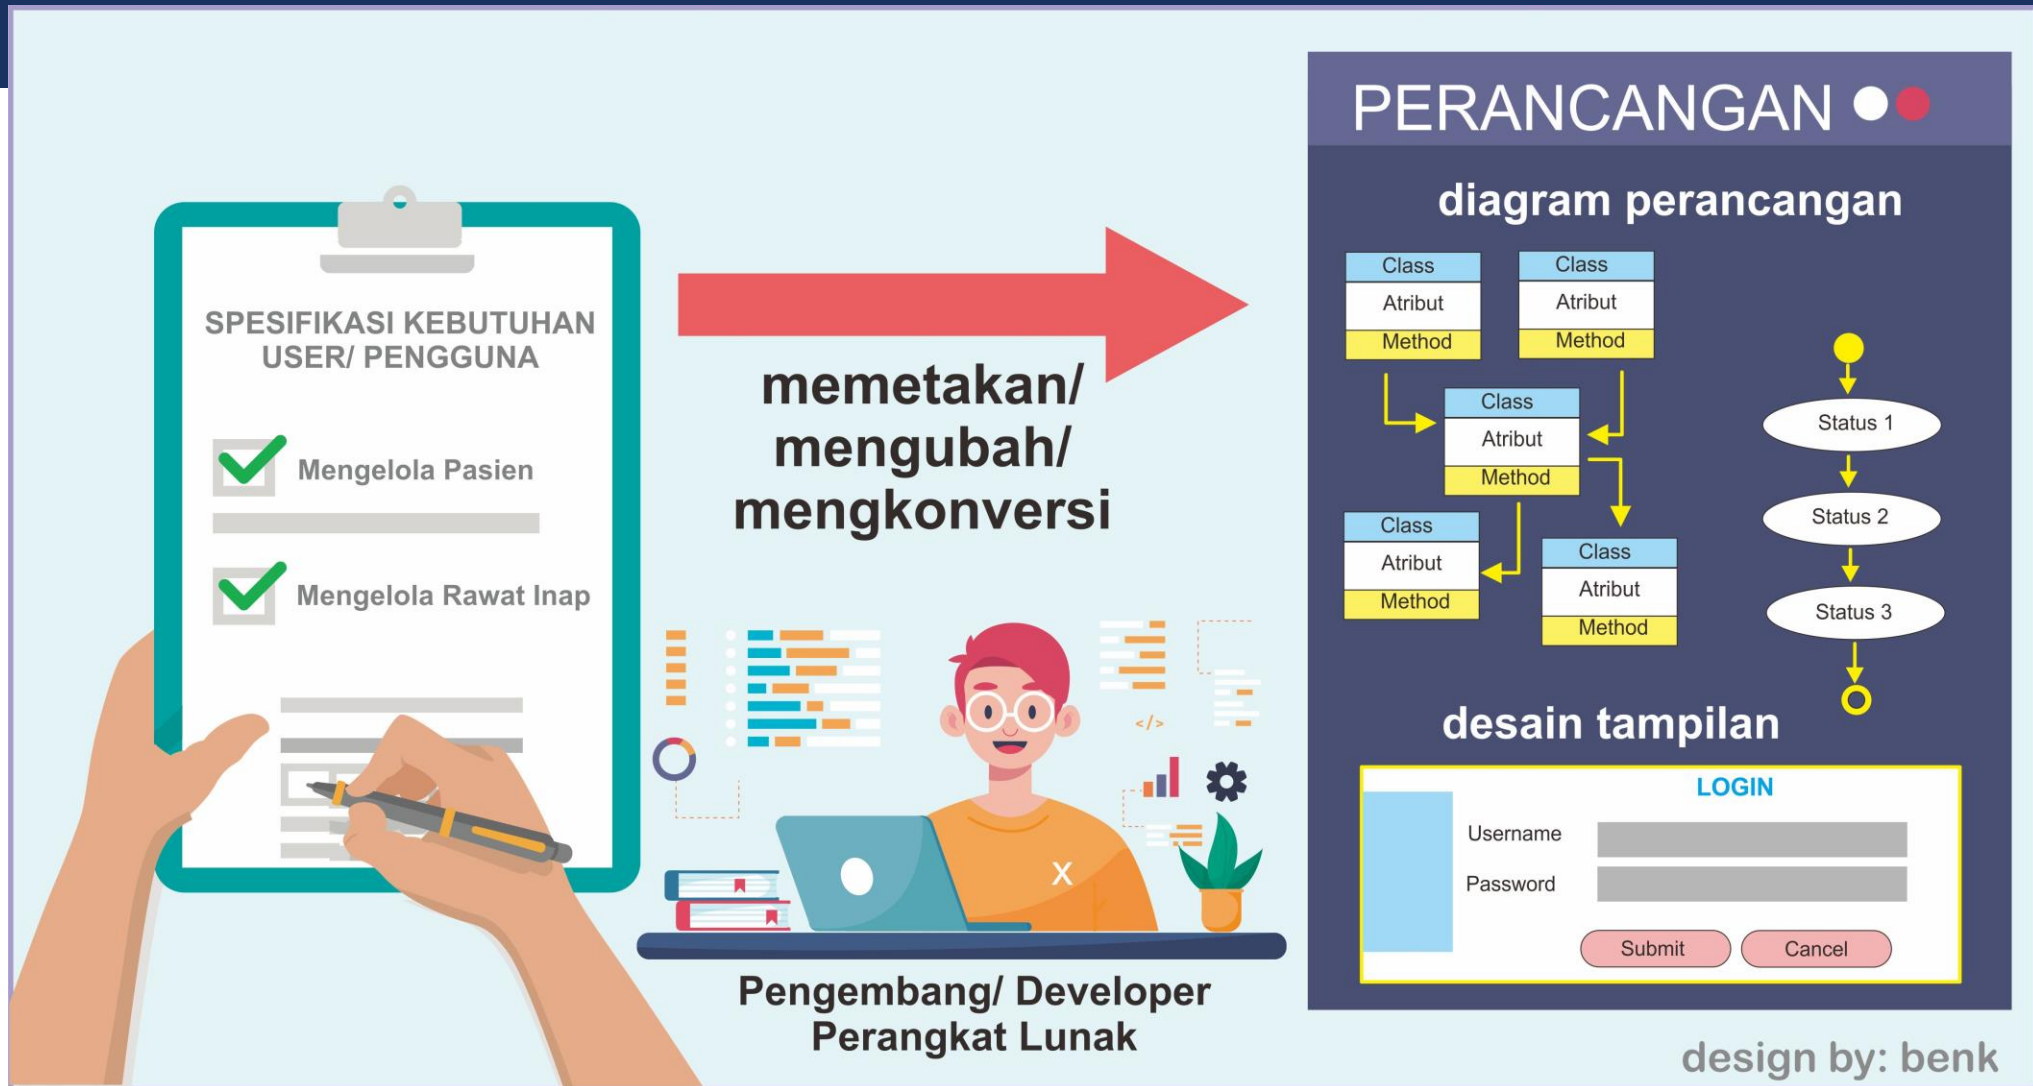 SPESIFIKASI KEBUTUHAN
USER/ PENGGUNA
Mengelola Pasien
Mengelola Rawat Inap
memetakan/
mengubah/
mengkonversi
</>
X
Pengembang/ Developer
Perangkat Lunak
PERANCANGAN
diagram perancangan
Class
Atribut
Method
Class
Atribut
Method
Class
Atribut
Method
Class
Atribut
Method
Class
Atribut
Method
Status 1
Status 2
Status 3
desain tampilan
LOGIN
Username
Password
Submit
Cancel
design by: benk